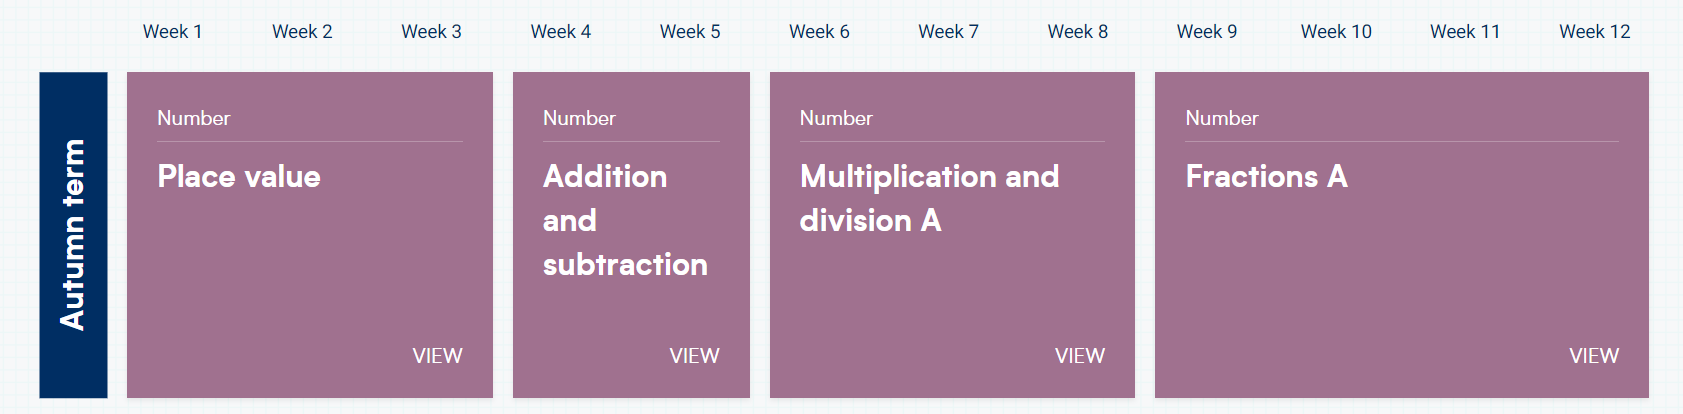 Week 1 Week 2 Week 3 Week 4 Week 5 Week 6 Week 7 Week 8 Week 9 Week 10 Week 11 Week 12
Autumn term
Number
Place value
VIEW
Number
Addition
and
subtraction
VIEW
Number
Multiplication and
division A
VIEW
Number
Fractions A
VIEW